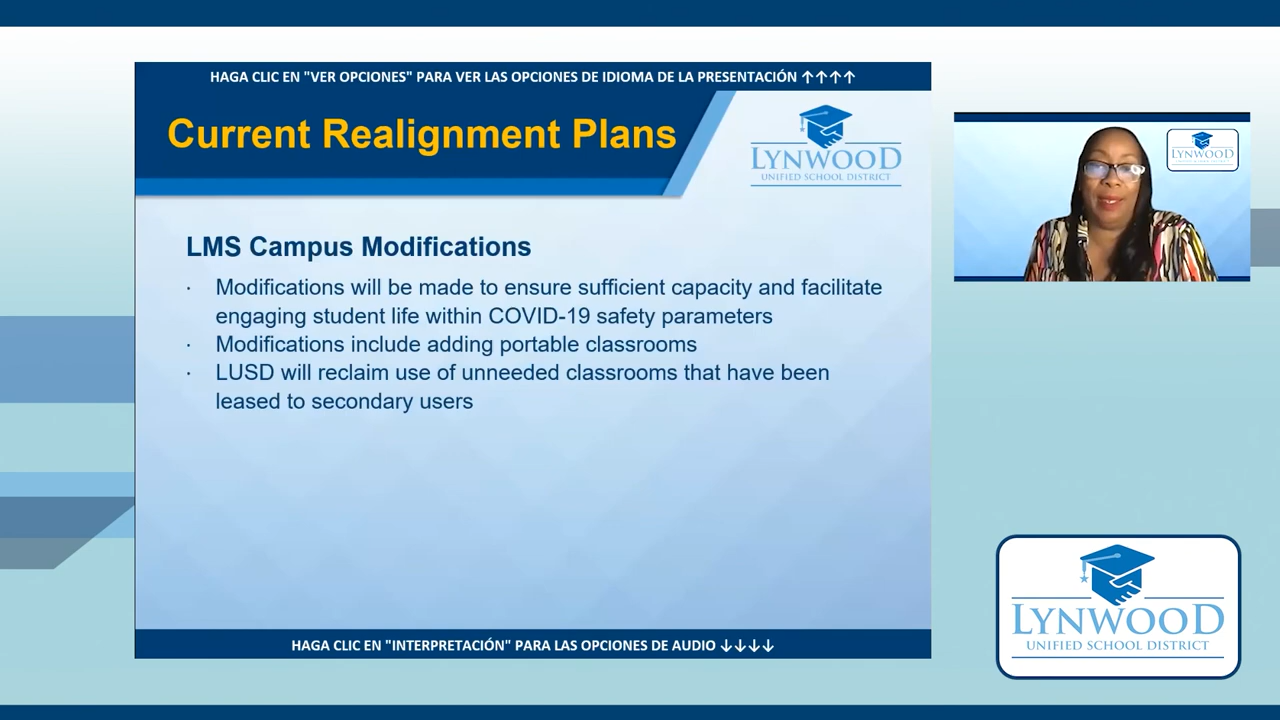 HAGA CLIC EN "VER OPCIONES" PARA VER LAS OPCIONES DE IDIOMA DE LA PRESENTACIÓN ↑↑↑↑
Current Realignment Plans
LYNWOOD
UNIFIED SCHOOL DISTRICT
LYNWOOD
LMS Campus Modifications
· Modifications will be made to ensure sufficient capacity and facilitate
engaging student life within COVID-19 safety parameters
· Modifications include adding portable classrooms
· LUSD will reclaim use of unneeded classrooms that have been
leased to secondary users
LYNWOOD
UNIFIED SCHOOL DISTRICT
HAGA CLIC EN "INTERPRETACIÓN" PARA LAS OPCIONES DE AUDIO ↓↓↓↓